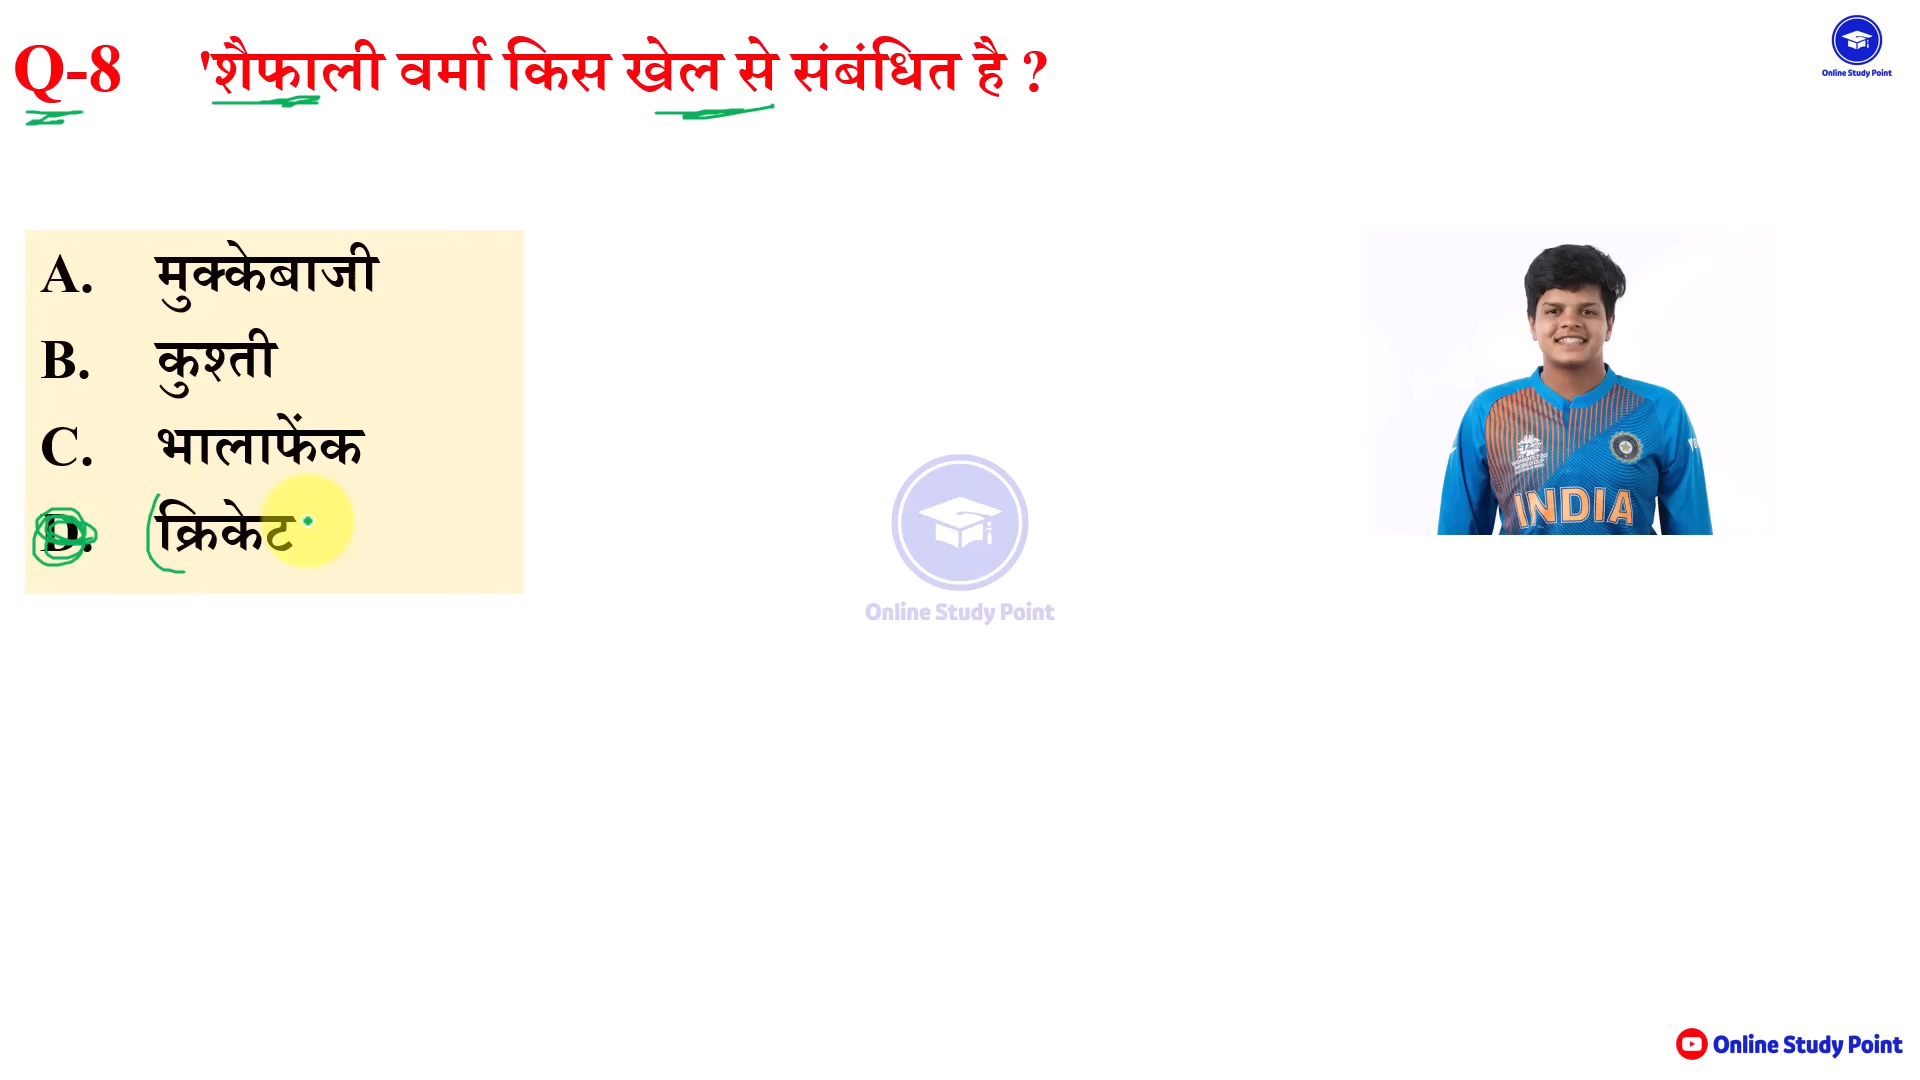 Q-8 'शैफाली वर्मा किस खेल से संबंधित है ?
Online Study Point
A. मुक्केबाजी
B. कुश्ती
C. भालाफेंक
D. क्रिकेट
INDIA
Online Study Point
Online Study Point